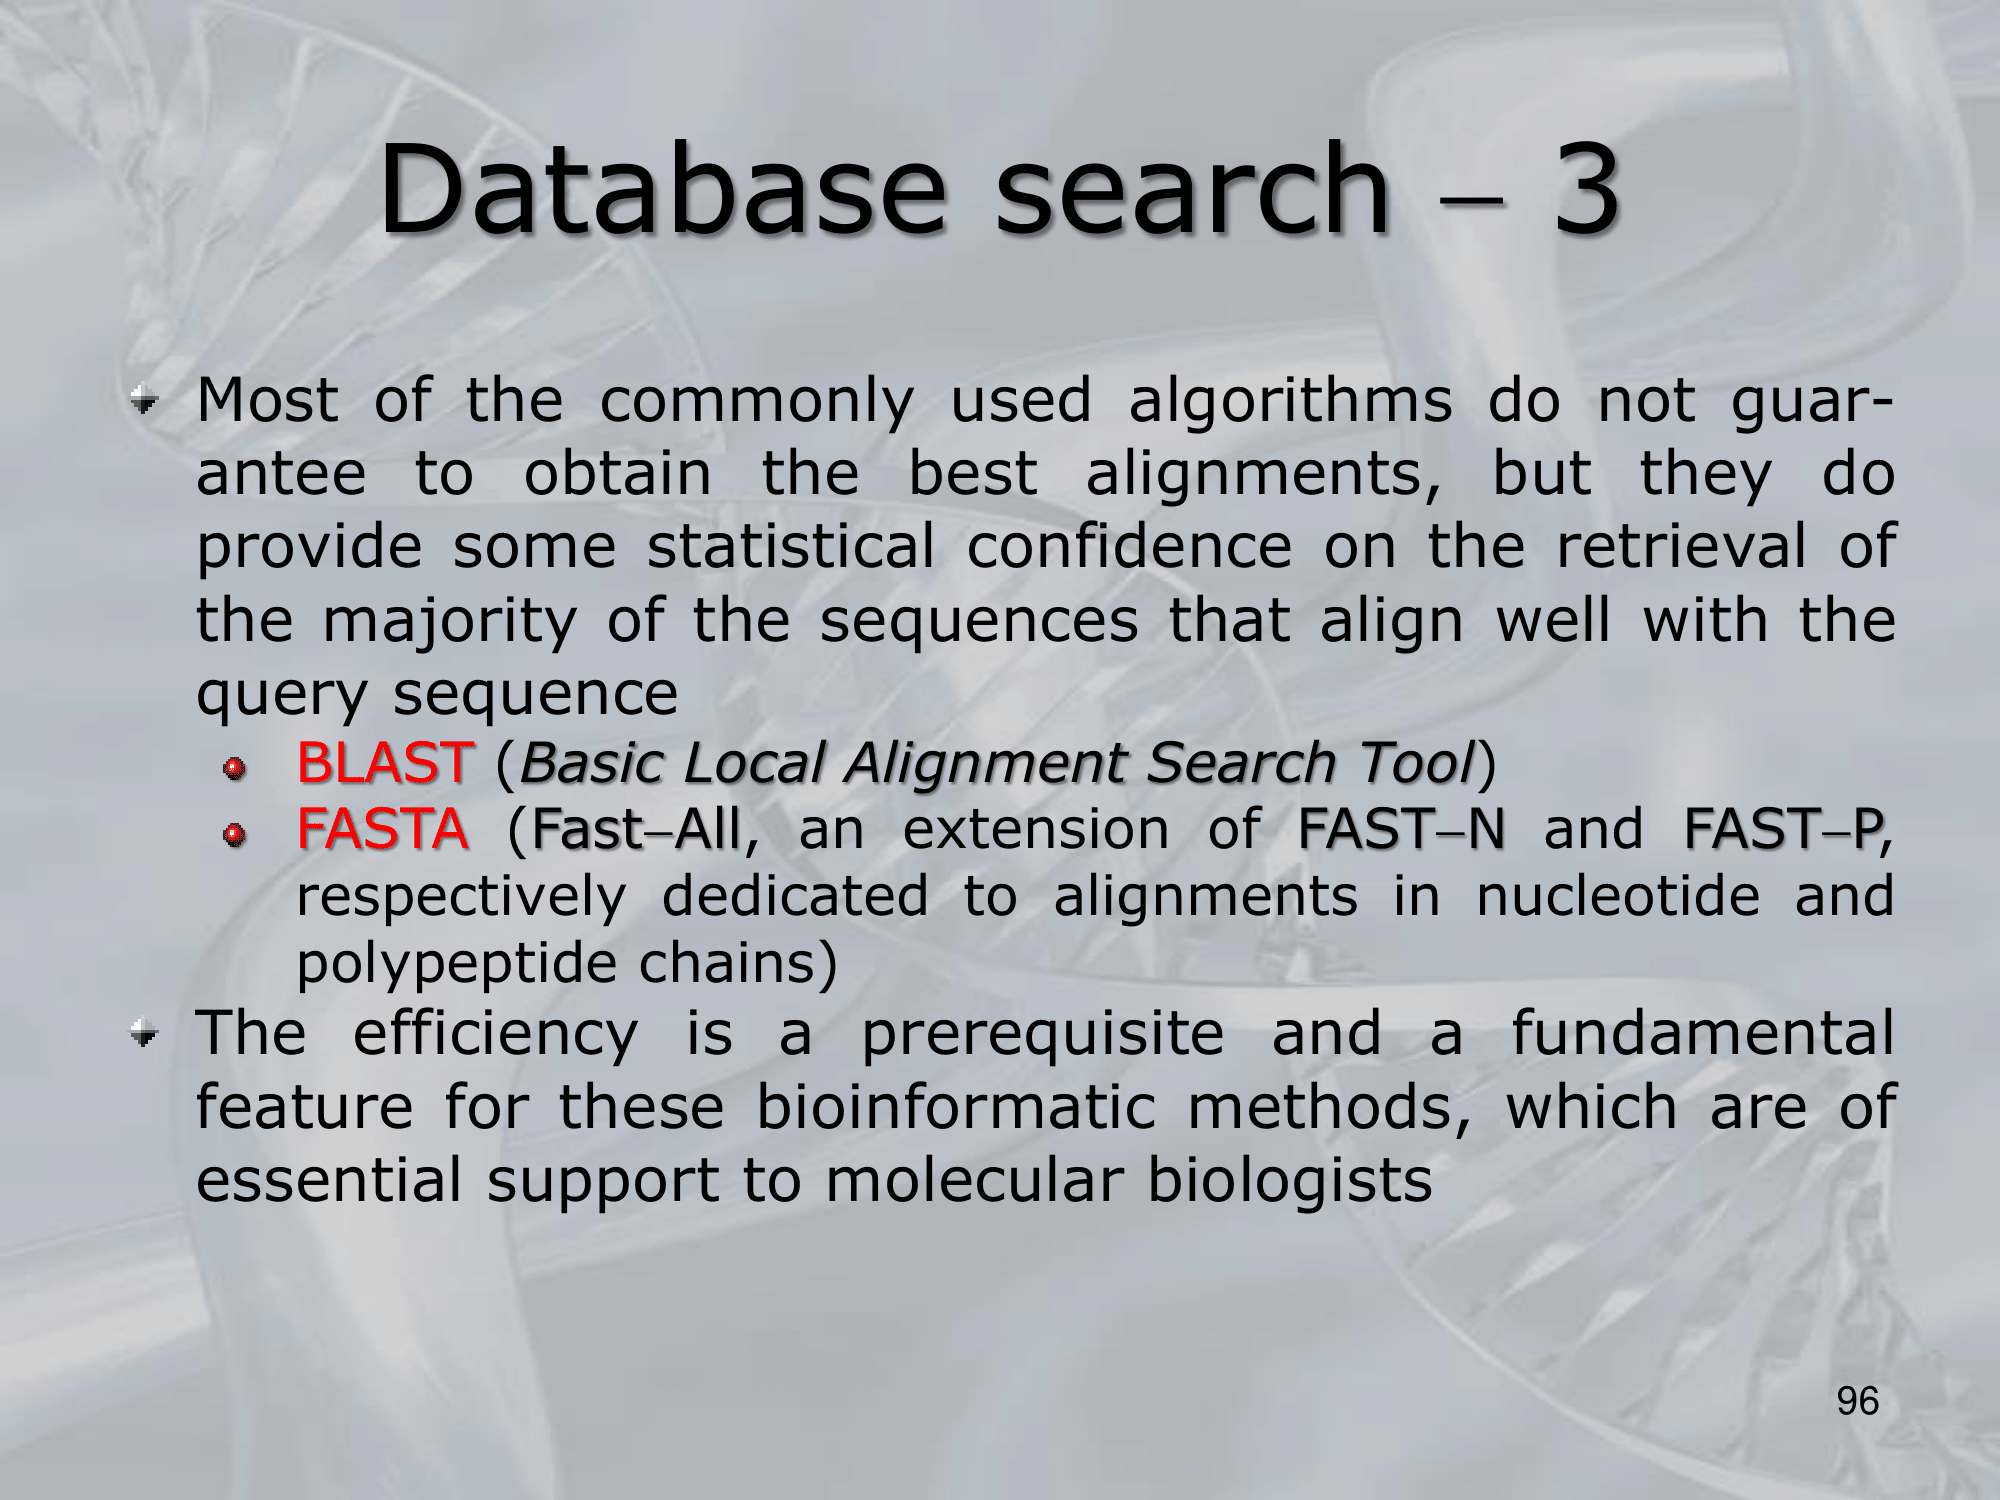 Database search – 3
Most of the commonly used algorithms do not guar-
antee to obtain the best alignments, but they do
provide some statistical confidence on the retrieval of
the majority of the sequences that align well with the
query sequence
BLAST (Basic Local Alignment Search Tool)
FASTA (Fast–All, an extension of FAST–N and FAST–P,
respectively dedicated to alignments in nucleotide and
polypeptide chains)
The efficiency is a prerequisite and a fundamental
feature for these bioinformatic methods, which are of
essential support to molecular biologists
96